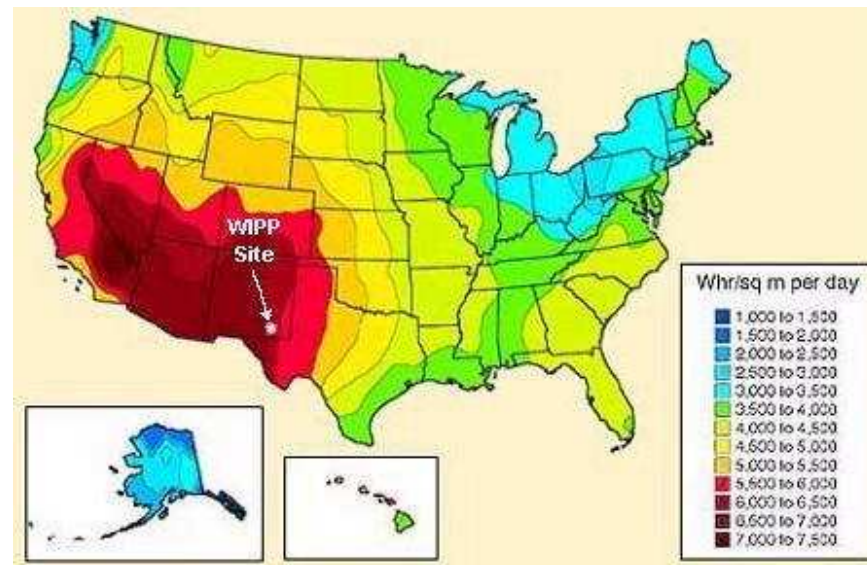 WIPP
Site
Whr/sq m per day
1,000 to 1,500
1,500 to 2,000
2,000 to 2,500
2,500 to 3,000
3,000 to 3,500
3,500 to 4,000
4,000 to 4,500
4,500 to 5,000
5,000 to 5,500
5,500 to 6,000
6,000 to 6,500
6,500 to 7,000
7,000 to 7,500